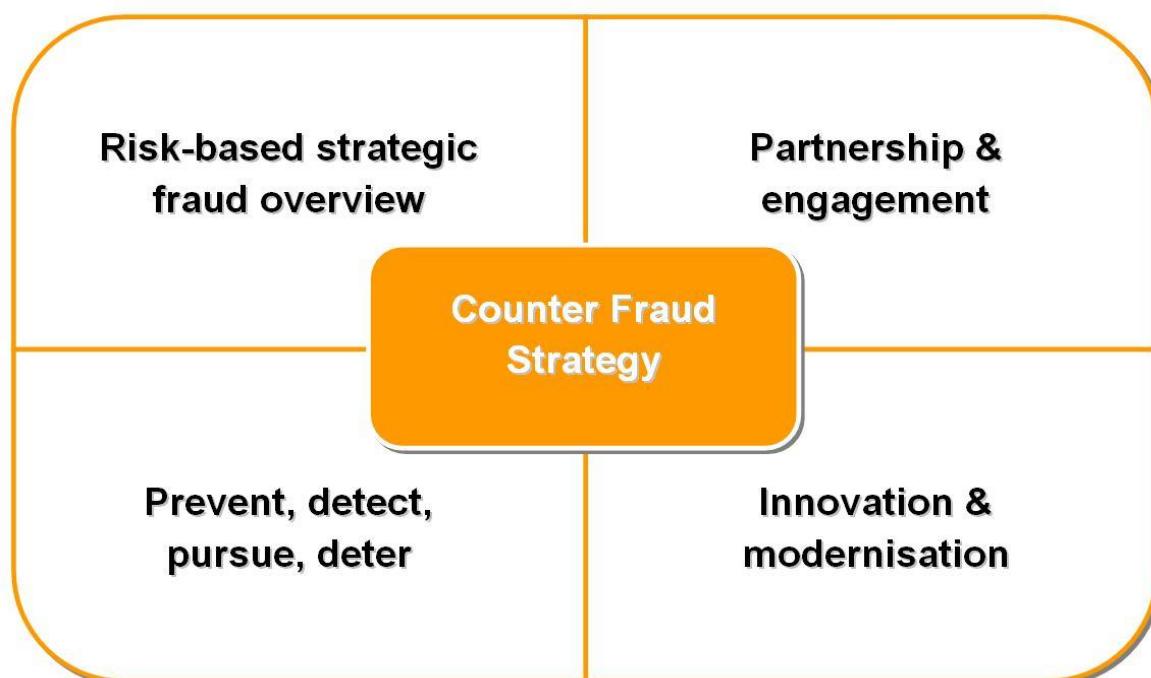 Risk-based strategic
fraud overview
Partnership &
engagement
Counter Fraud
Strategy
Prevent, detect,
pursue, deter
Innovation &
modernisation